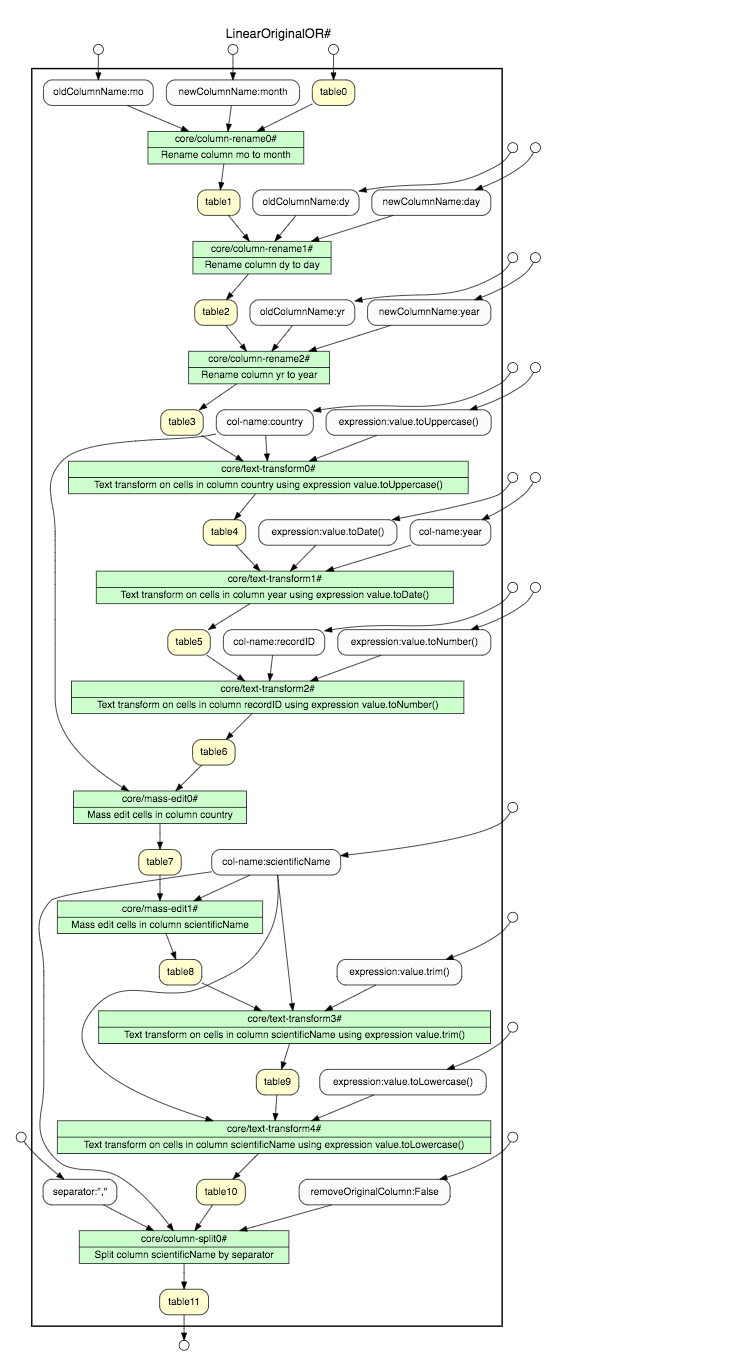 LinearOriginalOR#
oldColumnName:mo
newColumnName:month
table0
core/column-rename0#
Rename column mo to month
table1
oldColumnName:dy
newColumnName:day
core/column-rename1#
Rename column dy to day
table2
oldColumnName:yr
newColumnName:year
core/column-rename2#
Rename column yr to year
table3
col-name:country
expression:value.toUppercase()
core/text-transform0#
Text transform on cells in column country using expression value.toUppercase()
table4
expression:value.toDate()
col-name:year
core/text-transform1#
Text transform on cells in column year using expression value.toDate()
table5
col-name:recordID
expression:value.toNumber()
core/text-transform2#
Text transform on cells in column recordID using expression value.toNumber()
table6
core/mass-edit0#
Mass edit cells in column country
table7
col-name:scientificName
core/mass-edit1#
Mass edit cells in column scientificName
table8
expression:value.trim()
core/text-transform3#
Text transform on cells in column scientificName using expression value.trim()
table9
expression:value.toLowercase()
core/text-transform4#
Text transform on cells in column scientificName using expression value.toLowercase()
separator:","
table10
removeOriginalColumn:False
core/column-split0#
Split column scientificName by separator
table11